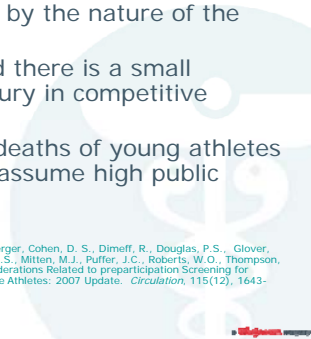 by the nature of the
d there is a small
ury in competitive
deaths of young athletes
assume high public
erger, Cohen, D. S., Dimeff, R., Douglas, P.S., Glover,
.S., Mitten, M.J., Puffer, J.C., Roberts, W.O., Thompson,
derations Related to preparticipation Screening for
e Athletes: 2007 Update. Circulation, 115(12), 1643-